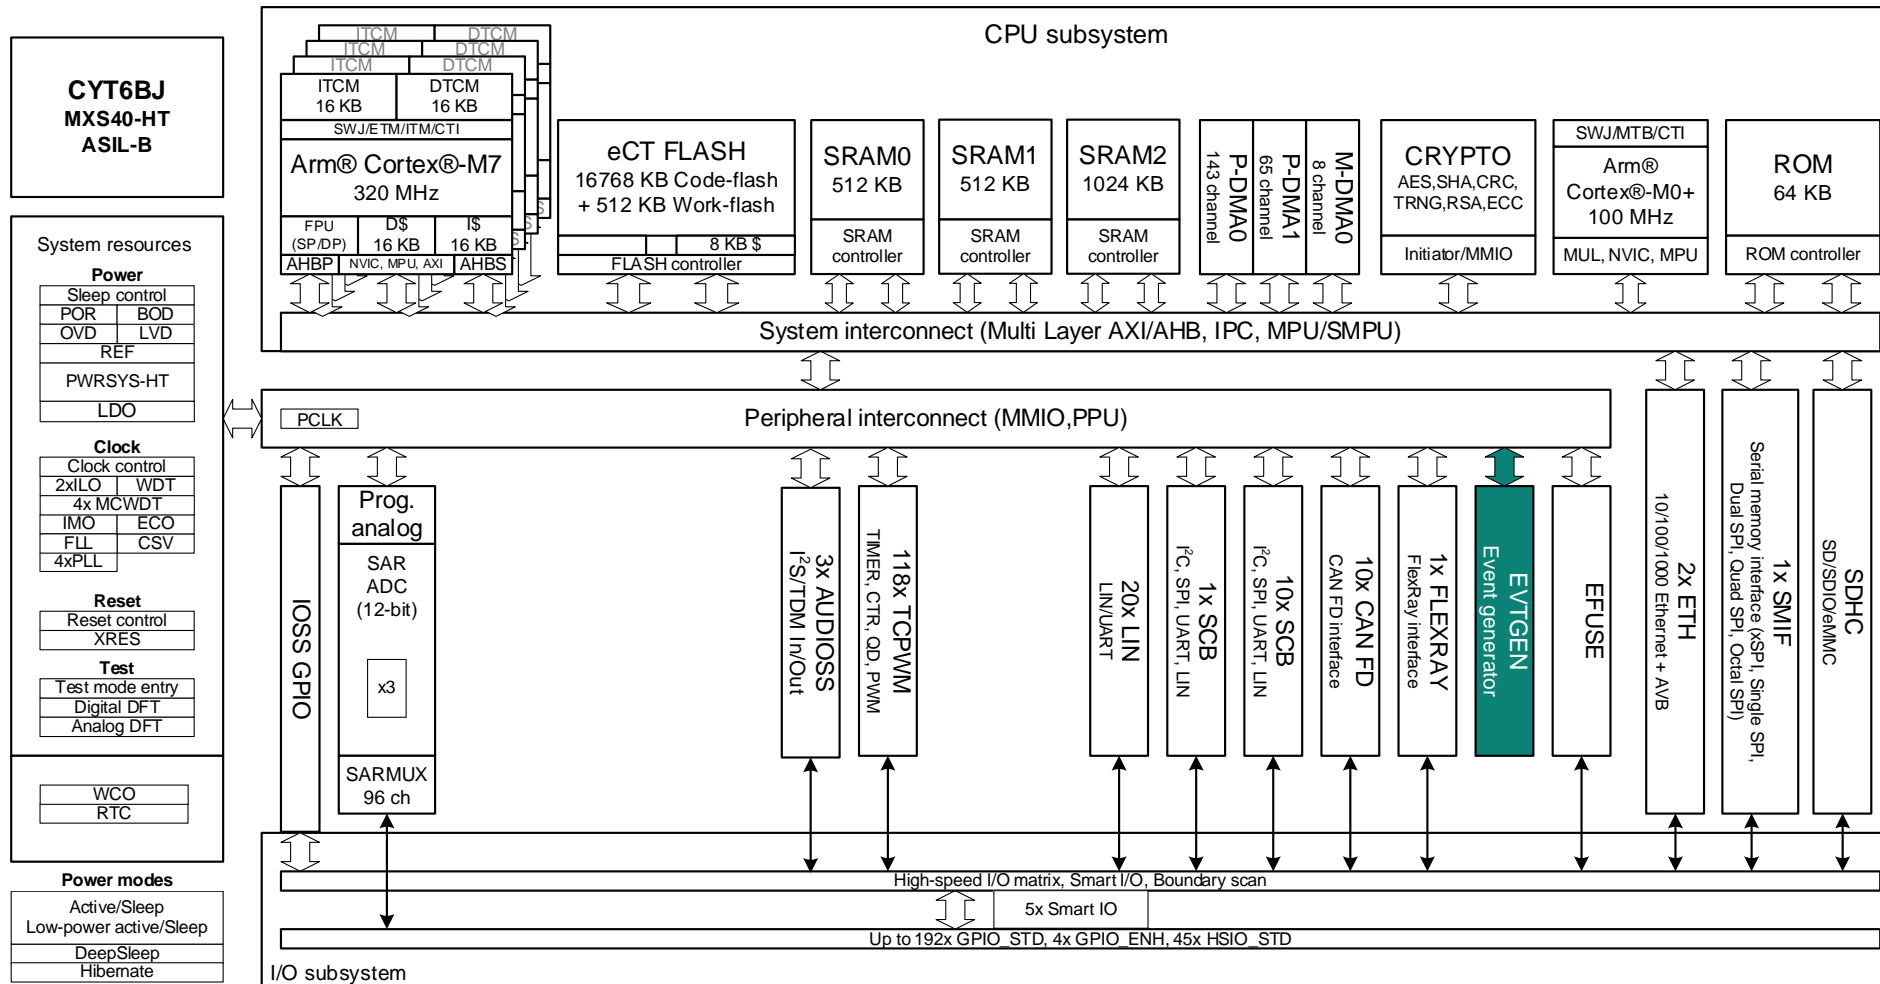 CYT6BJ
MXS40-HT
ASIL-B
System resources
Power
Sleep control
POR
BOD
OVD
LVD
REF
PWRSYS-HT
LDO
Clock
Clock control
2xILO
WDT
4x MCWDT
IMO
ECO
FLL
CSV
4xPLL
Reset
Reset control
XRES
Test
Test mode entry
Digital DFT
Analog DFT
WCO
RTC
Power modes
Active/Sleep
Low-power active/Sleep
DeepSleep
Hibernate
CPU subsystem
ITCM
DTCM
ITCM
DTCM
ITCM
DTCM
ITCM
16 KB
DTCM
16 KB
SWJ/ETM/ITM/CTI
Arm® Cortex®-M7
320 MHz
FPU
(SP/DP)
D$
16 KB
I$
16 KB
AHBP
NVIC, MPU, AXI
AHBS
eCT FLASH
16768 KB Code-flash
+ 512 KB Work-flash
8 KB $
FLASH controller
SRAM0
512 KB
SRAM
controller
SRAM1
512 KB
SRAM
controller
SRAM2
1024 KB
SRAM
controller
P-DMA0
143 channel
P-DMA1
65 channel
M-DMA0
8 channel
CRYPTO
AES,SHA,CRC,
TRNG,RSA,ECC
Initiator/MMIO
SWJ/MTB/CTI
Arm®
Cortex®-M0+
100 MHz
MUL, NVIC, MPU
ROM
64 KB
ROM controller
System interconnect (Multi Layer AXI/AHB, IPC, MPU/SMPU)
PCLK
Peripheral interconnect (MMIO,PPU)
IOSS GPIO
Prog.
analog
SAR
ADC
(12-bit)
x3
SARMUX
96 ch
3x AUDIOSS
I²S/TDM In/Out
118x TCPWM
TIMER, CTR, QD, PWM
20x LIN
LIN/UART
1x SCB
I²C, SPI, UART, LIN
10x SCB
I²C, SPI, UART, LIN
10x CAN FD
CAN FD interface
1x FLEXRAY
FlexRay interface
EVTGEN
Event generator
EFUSE
2x ETH
10/100/1000 Ethernet + AVB
1x SMIF
Serial memory interface (xSPI, Single SPI,
Dual SPI, Quad SPI, Octal SPI)
SDHC
SD/SDIO/eMMC
High-speed I/O matrix, Smart I/O, Boundary scan
5x Smart IO
Up to 192x GPIO_STD, 4x GPIO_ENH, 45x HSIO_STD
I/O subsystem